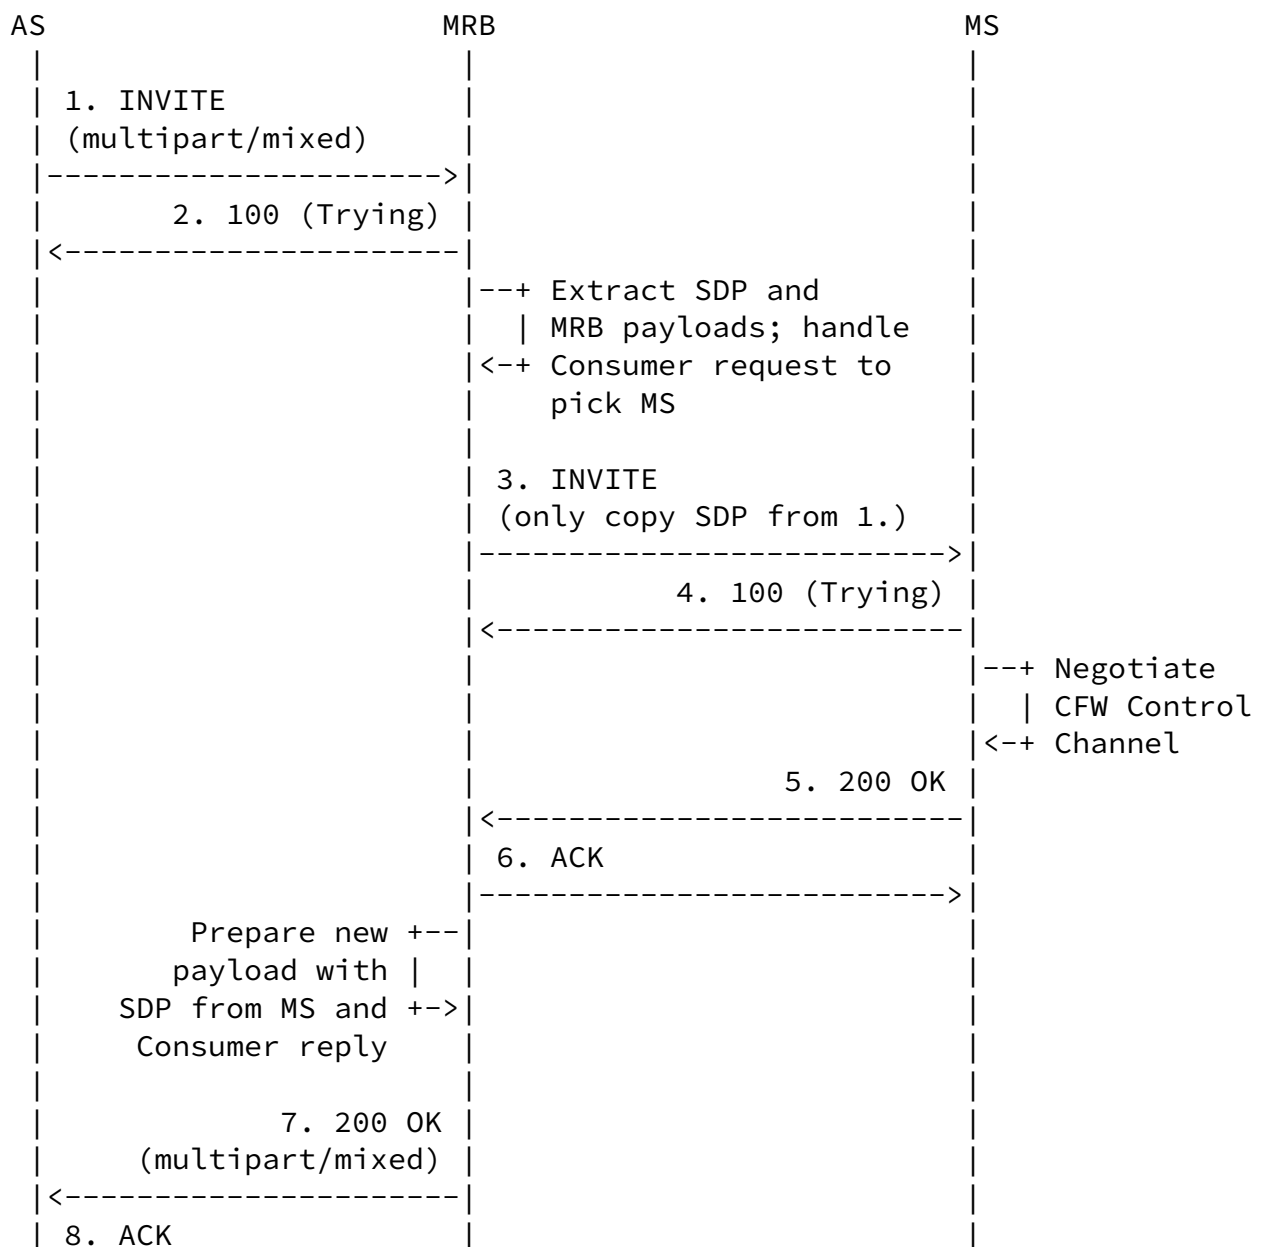 AS MRB MS
1. INVITE
(multipart/mixed)
2. 100 (Trying)
Extract SDP and
MRB payloads; handle
Consumer request to
pick MS
3. INVITE
(only copy SDP from 1.)
4. 100 (Trying)
Negotiate
CFW Control
Channel
5. 200 OK
6. ACK
Prepare new
payload with
SDP from MS and
Consumer reply
7. 200 OK
(multipart/mixed)
8. ACK